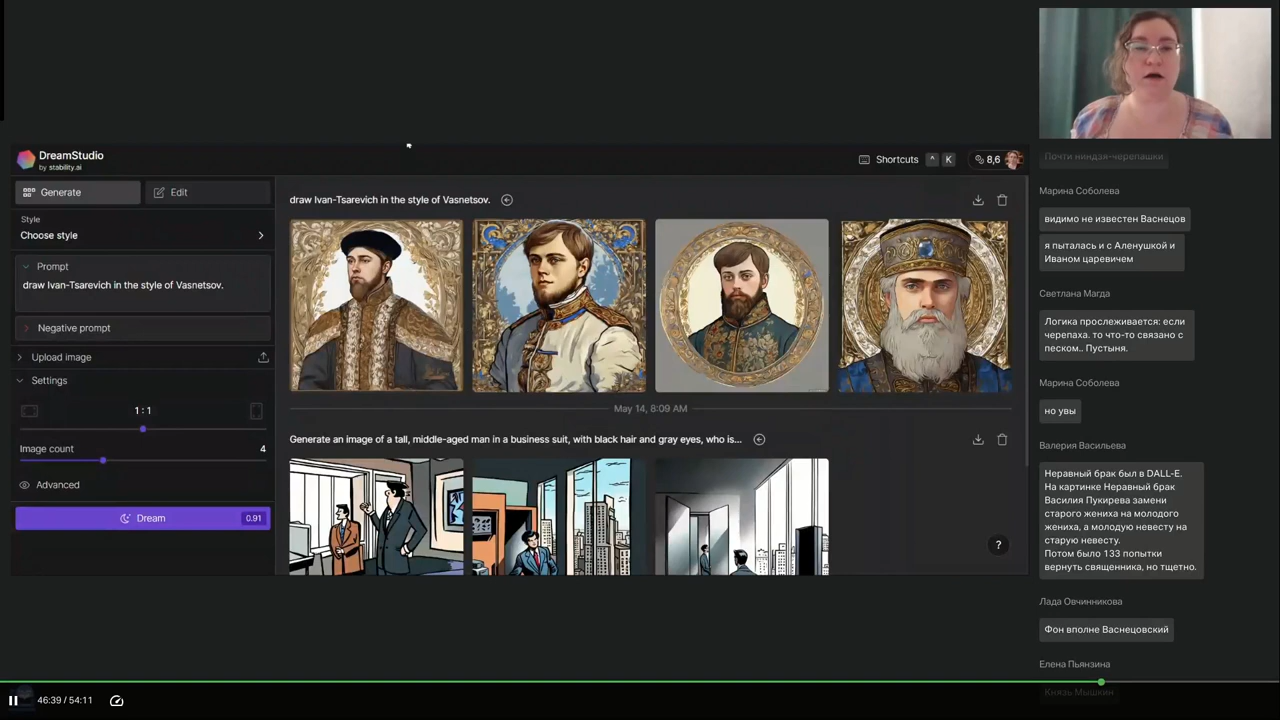 DreamStudio
by stability.ai
Shortcuts
^
K
8,6
Generate
Edit
Style
Choose style
Prompt
draw Ivan-Tsarevich in the style of Vasnetsov.
Negative prompt
Upload image
Settings
1 : 1
Image count
4
Advanced
Dream
0.91
draw Ivan-Tsarevich in the style of Vasnetsov.
May 14, 8:09 AM
Generate an image of a tall, middle-aged man in a business suit, with black hair and gray eyes, who is...
?
Почти ниндзя-черепашки
Марина Соболева
видимо не известен Васнецов
я пыталась и с Аленушкой и
Иваном царевичем
Светлана Магда
Логика прослеживается: если
черепаха. то что-то связано с
песком.. Пустыня.
Марина Соболева
но увы
Валерия Васильева
Неравный брак был в DALL-E.
На картинке Неравный брак
Василия Пукирева замени
старого жениха на молодого
жениха, а молодую невесту на
старую невесту.
Потом было 133 попытки
вернуть священника, но тщетно.
Лада Овчинникова
Фон вполне Васнецовский
Елена Пьянзина
Князь Мышкин
46:39 / 54:11